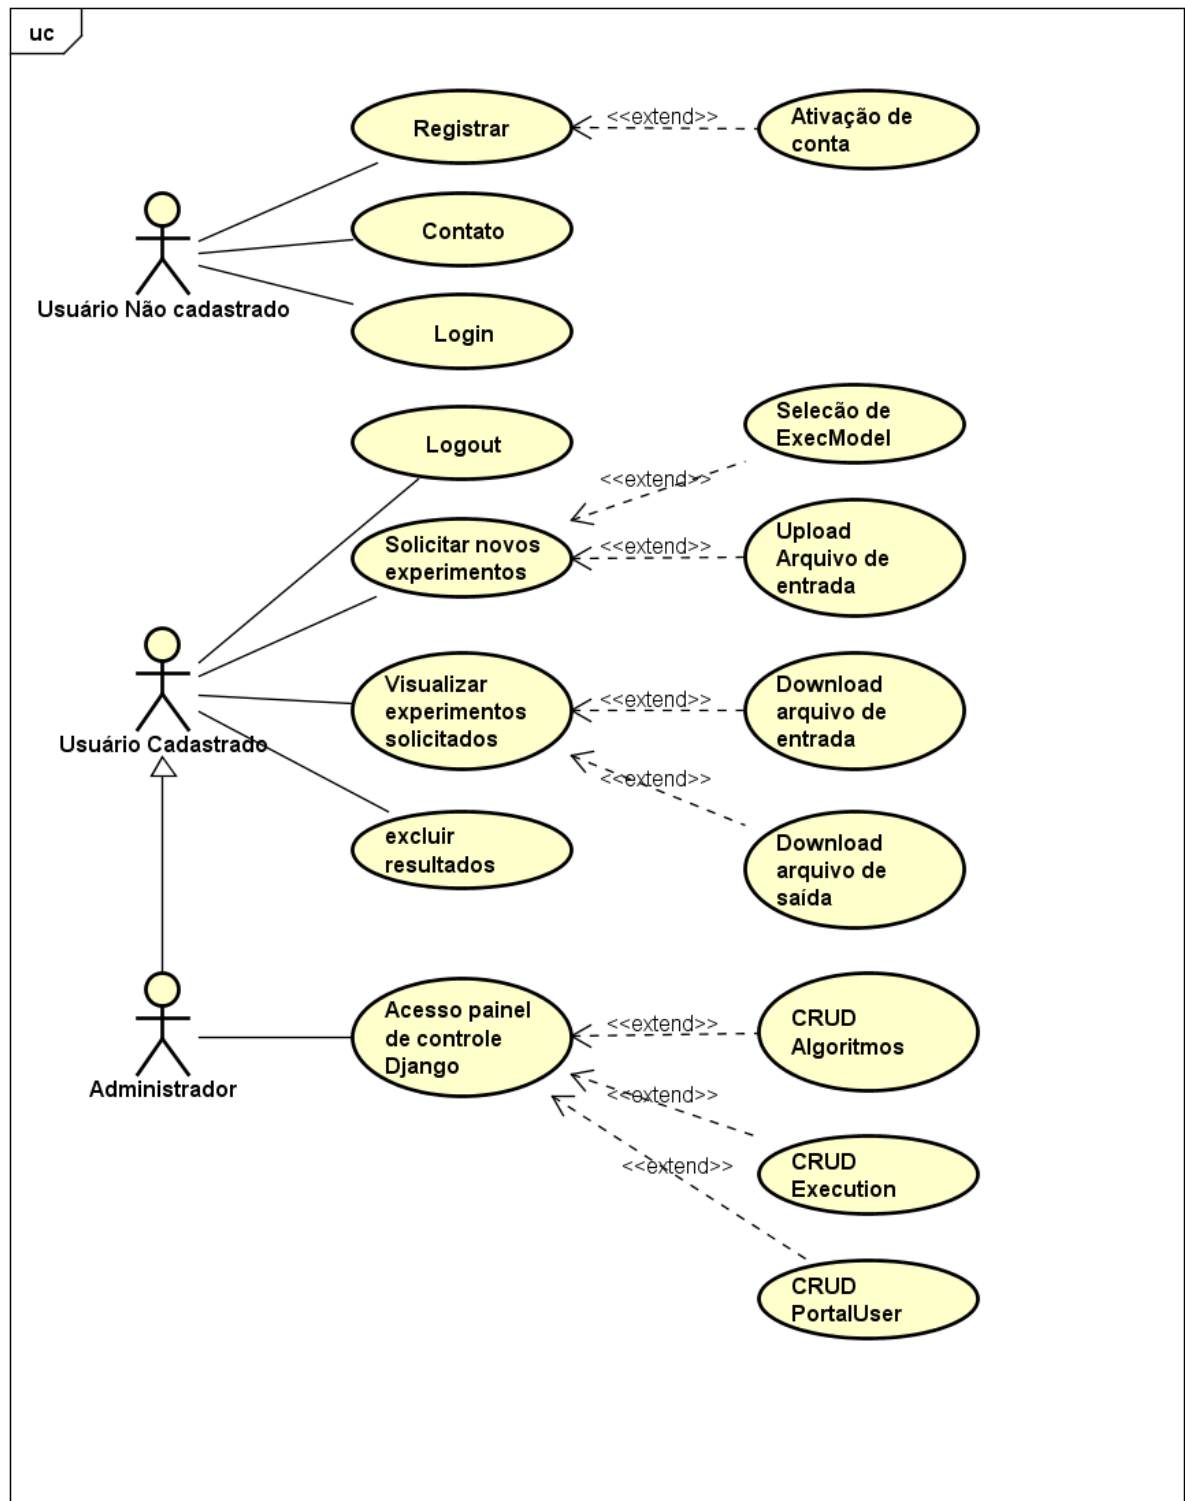 uc
Registrar
<<extend>>
Ativação de
conta
Contato
Usuário Não cadastrado
Login
Logout
Selecão de
ExecModel
<<extend>>
Solicitar novos
experimentos
<<extend>>
Upload
Arquivo de
entrada
Usuário Cadastrado
Visualizar
experimentos
solicitados
<<extend>>
Download
arquivo de
entrada
<<extend>>
excluir
resultados
Download
arquivo de
saída
Administrador
Acesso painel
de controle
Django
<<extend>>
CRUD
Algoritmos
<<extend>>
CRUD
Execution
<<extend>>
CRUD
PortalUser